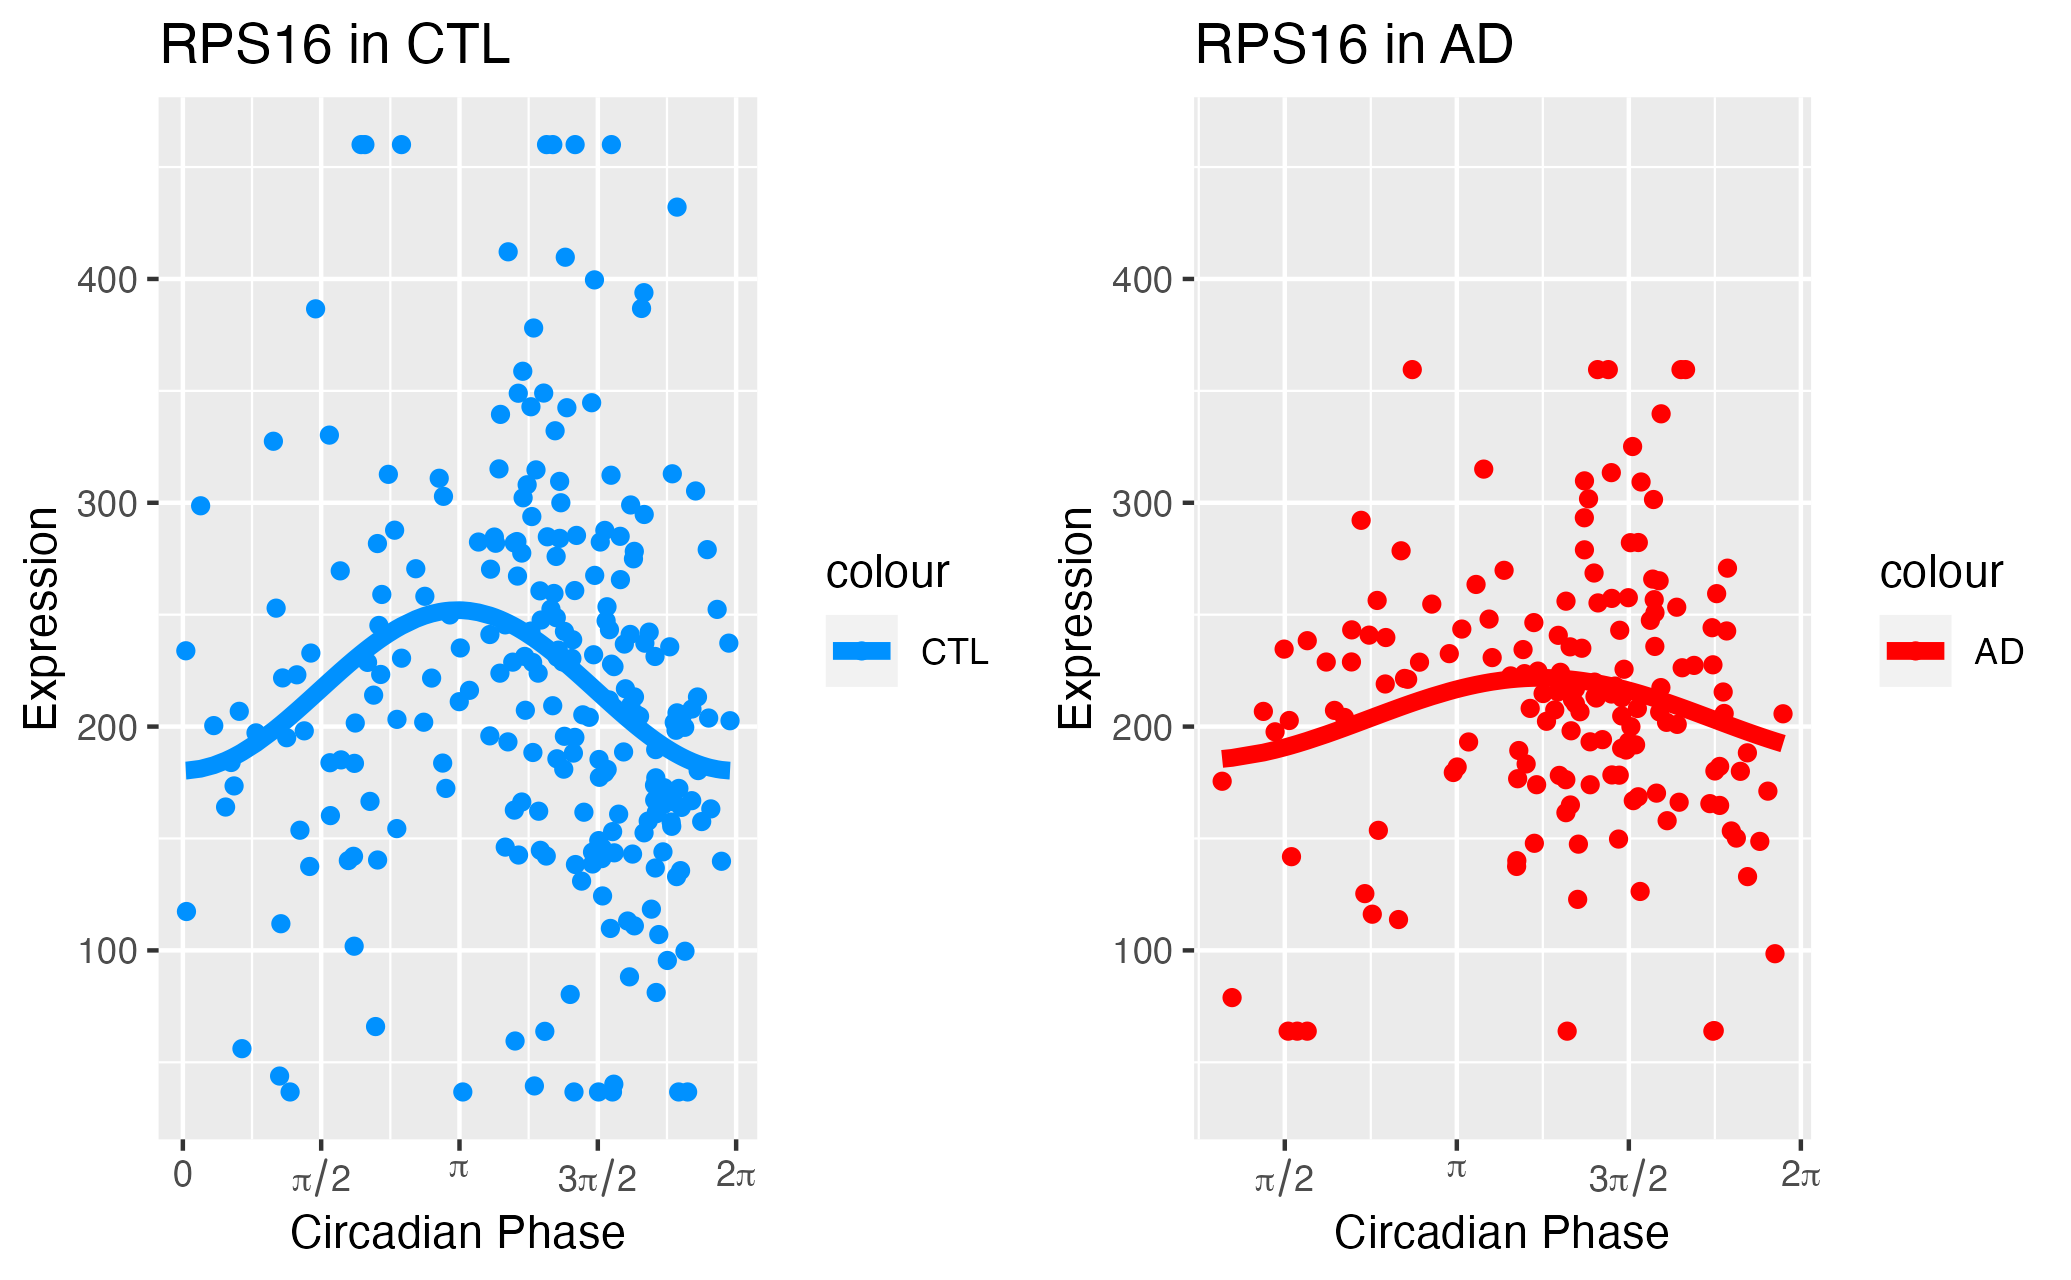 RPS16 in CTL
Expression
400
300
200
100
0
π/2
π
3π/2
2π
Circadian Phase
colour
CTL
RPS16 in AD
Expression
400
300
200
100
π/2
π
3π/2
2π
Circadian Phase
colour
AD